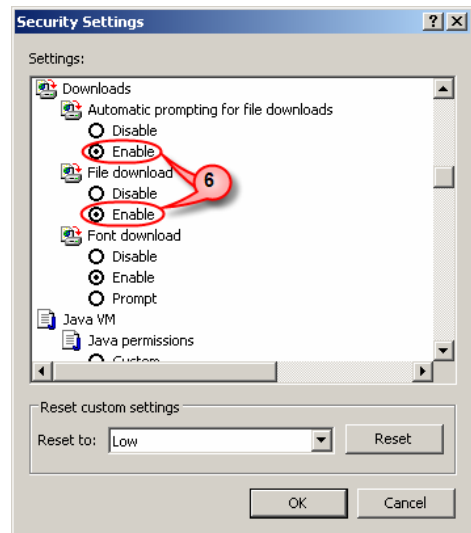 Security Settings
Settings:
Downloads
Automatic prompting for file downloads
Disable
Enable
File download
6
Disable
Enable
Font download
Disable
Enable
Prompt
Java VM
Java permissions
Custom
Reset custom settings
Reset to: Low Reset
OK Cancel